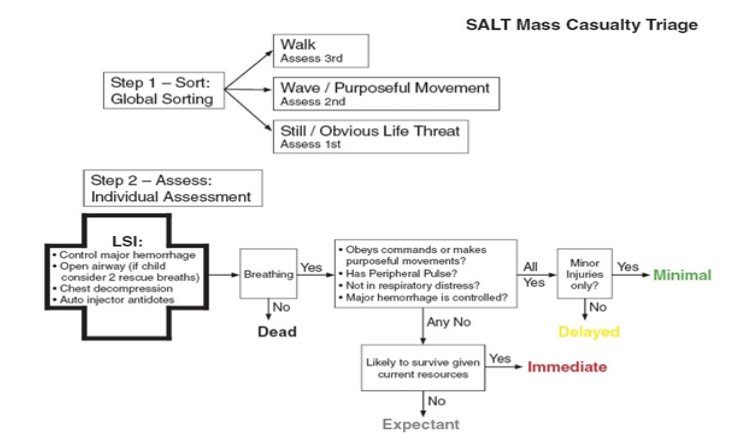 SALT Mass Casualty Triage
Walk
Assess 3rd
Step 1 – Sort:
Global Sorting
Wave / Purposeful Movement
Assess 2nd
Still / Obvious Life Threat
Assess 1st
Step 2 – Assess:
Individual Assessment
LSI:
• Control major hemorrhage
• Open airway (if child
consider 2 rescue breaths)
• Chest decompression
• Auto injector antidotes
Breathing
Yes
No
Dead
• Obeys commands or makes
purposeful movements?
• Has Peripheral Pulse?
• Not in respiratory distress?
• Major hemorrhage is controlled?
All
Yes
Minor
Injuries
only?
Yes
Minimal
No
Delayed
Any No
Likely to survive given
current resources
Yes
Immediate
No
Expectant